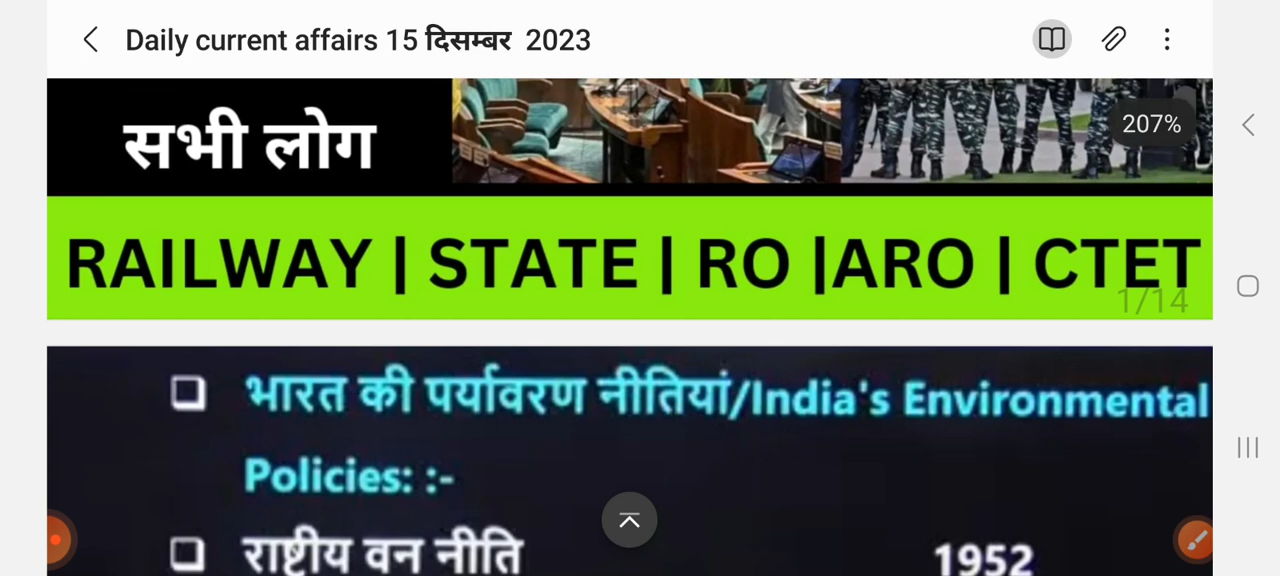 Daily current affairs 15 दिसम्बर 2023
सभी लोग
207%
RAILWAY | STATE | RO |ARO | CTET
1/14
❑ भारत की पर्यावरण नीतियां/India's Environmental
Policies: :-
❑ राष्ट्रीय वन नीति 1952